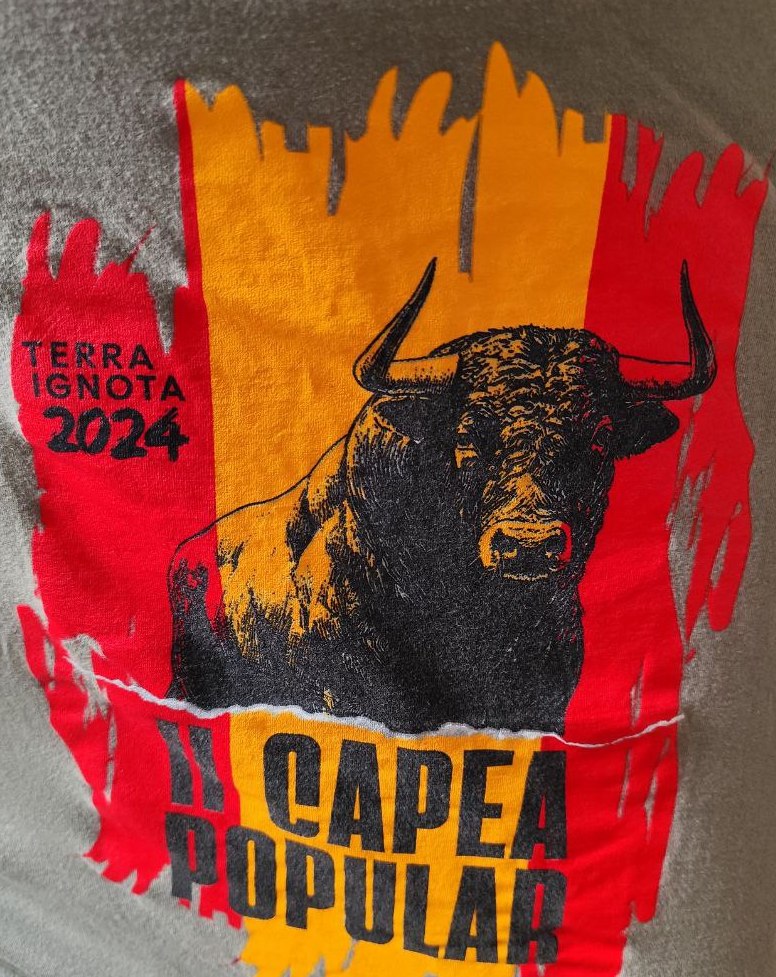 TERRA
IGNOTA
2024
II CAPEA
POPULAR